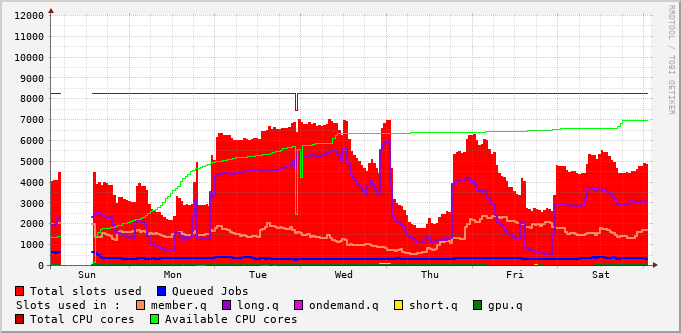 12000
11000
10000
9000
8000
7000
6000
5000
4000
3000
2000
1000
0
Sun Mon Tue Wed Thu Fri Sat
RRDTOOL / TOBI OETIKER
Total slots used Queued Jobs
Slots used in : member.q long.q ondemand.q short.q gpu.q
Total CPU cores Available CPU cores